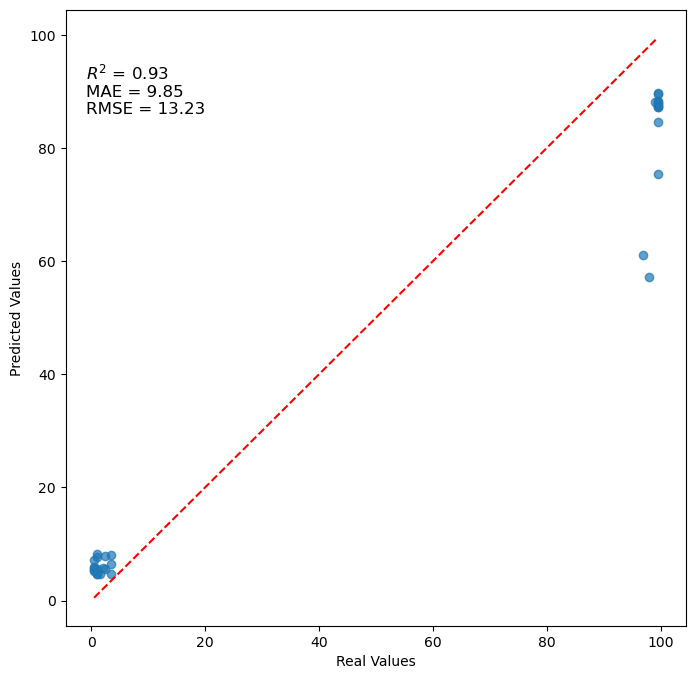 100
R² = 0.93
MAE = 9.85
RMSE = 13.23
80
60
40
20
0
Predicted Values
0 20 40 60 80 100
Real Values